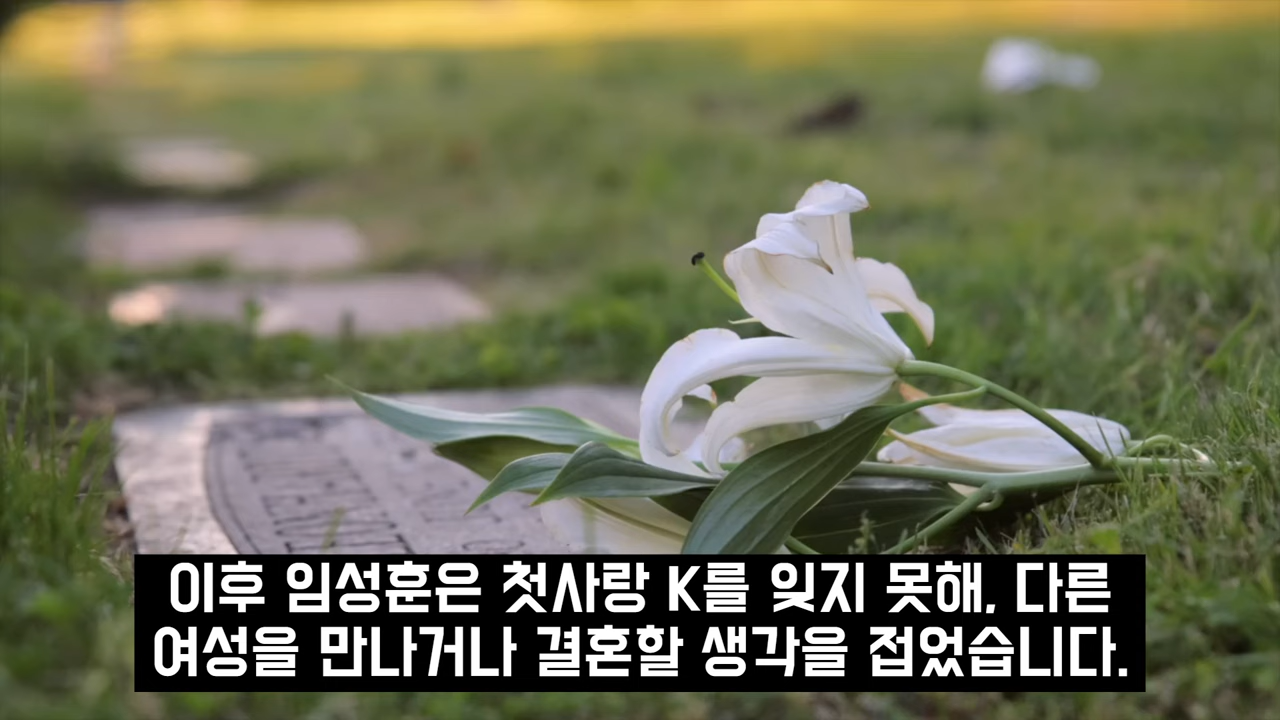 이후 임성훈은 첫사랑 K를 잊지 못해, 다른
여성을 만나거나 결혼할 생각을 접었습니다.